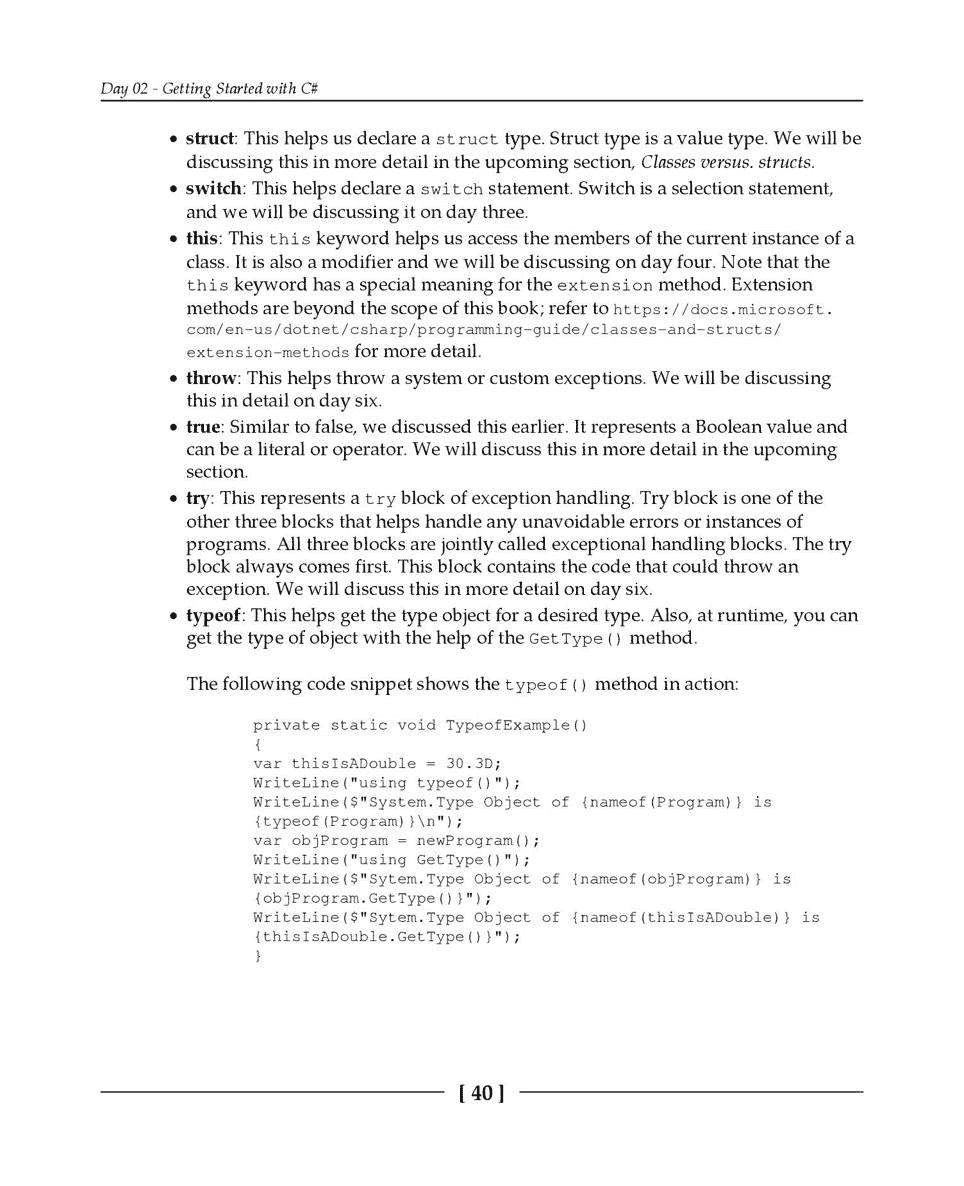 Day 02 - Getting Started with C#
• struct: This helps us declare a struct type. Struct type is a value type. We will be
discussing this in more detail in the upcoming section, Classes versus. structs.
• switch: This helps declare a switch statement. Switch is a selection statement,
and we will be discussing it on day three.
• this: This this keyword helps us access the members of the current instance of a
class. It is also a modifier and we will be discussing on day four. Note that the
this keyword has a special meaning for the extension method. Extension
methods are beyond the scope of this book; refer to https://docs.microsoft.
com/en-us/dotnet/csharp/programming-guide/classes-and-structs/
extension-methods for more detail.
• throw: This helps throw a system or custom exceptions. We will be discussing
this in detail on day six.
• true: Similar to false, we discussed this earlier. It represents a Boolean value and
can be a literal or operator. We will discuss this in more detail in the upcoming
section.
• try: This represents a try block of exception handling. Try block is one of the
other three blocks that helps handle any unavoidable errors or instances of
programs. All three blocks are jointly called exceptional handling blocks. The try
block always comes first. This block contains the code that could throw an
exception. We will discuss this in more detail on day six.
• typeof: This helps get the type object for a desired type. Also, at runtime, you can
get the type of object with the help of the GetType() method.
The following code snippet shows the typeof() method in action:
private static void TypeofExample()
{
var thisIsADouble = 30.3D;
WriteLine("using typeof()");
WriteLine($"System.Type Object of {nameof(Program)} is
{typeof(Program)}\n");
var objProgram = newProgram();
WriteLine("using GetType()");
WriteLine($"Sytem.Type Object of {nameof(objProgram)} is
{objProgram.GetType()}");
WriteLine($"Sytem.Type Object of {nameof(thisIsADouble)} is
{thisIsADouble.GetType()}");
}
[ 40 ]